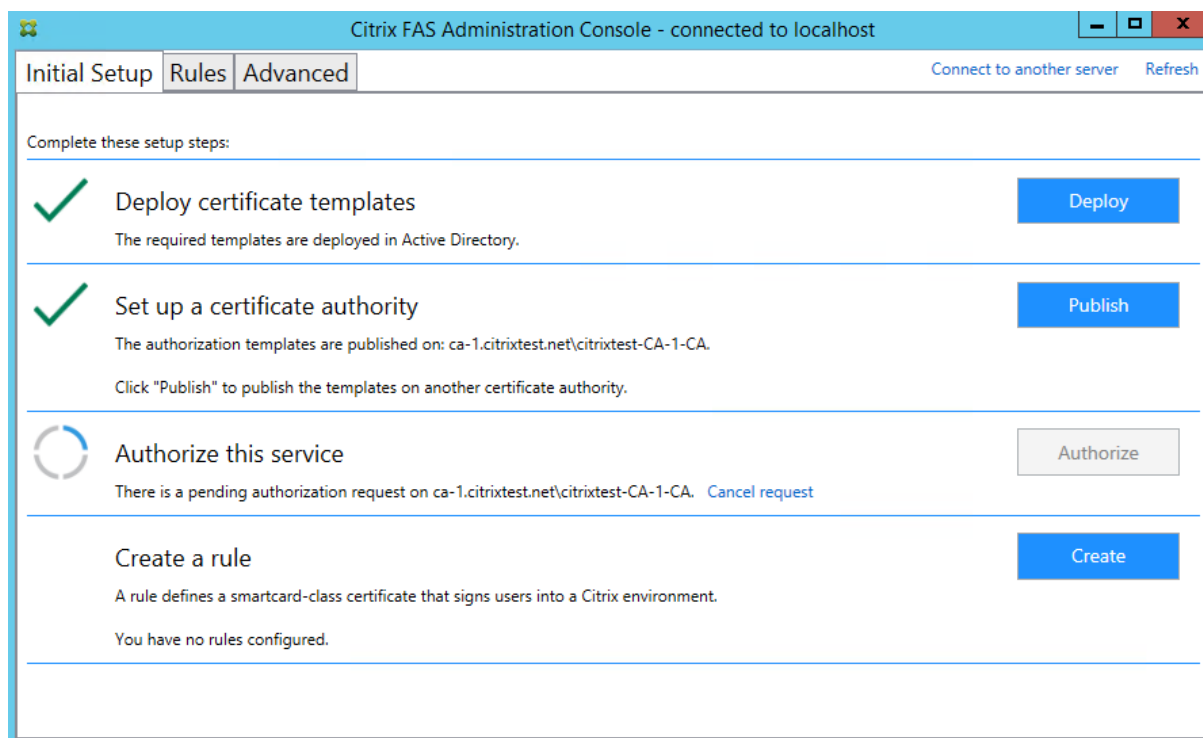 Citrix FAS Administration Console - connected to localhost
Initial Setup Rules Advanced Connect to another server Refresh
Complete these setup steps:
Deploy certificate templates
Deploy
The required templates are deployed in Active Directory.
Set up a certificate authority
Publish
The authorization templates are published on: ca-1.citrixtest.net\citrixtest-CA-1-CA.
Click "Publish" to publish the templates on another certificate authority.
Authorize this service
Authorize
There is a pending authorization request on ca-1.citrixtest.net\citrixtest-CA-1-CA. Cancel request
Create a rule
Create
A rule defines a smartcard-class certificate that signs users into a Citrix environment.
You have no rules configured.